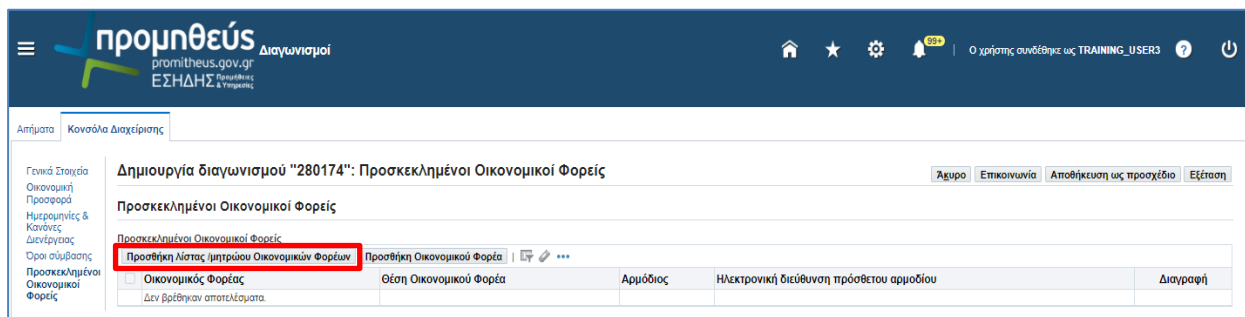 προμηθεύς Διαγωνισμοί
promitheus.gov.gr
ΕΣΗΔΗΣ Προμήθειες & Υπηρεσίες
99+
Ο χρήστης συνδέθηκε ως TRAINING_USER3 ?
Αιτήματα Κονσόλα Διαχείρισης
Γενικά Στοιχεία
Οικονομική
Προσφορά
Ημερομηνίες &
Κανόνες
Διενέργειας
Όροι σύμβασης
Προσκεκλημένοι
Οικονομικοί
Φορείς
Δημιουργία διαγωνισμού "280174": Προσκεκλημένοι Οικονομικοί Φορείς
Άκυρο Επικοινωνία Αποθήκευση ως προσχέδιο Εξέταση
Προσκεκλημένοι Οικονομικοί Φορείς
Προσκεκλημένοι Οικονομικοί Φορείς
Προσθήκη λίστας /μητρώου Οικονομικών Φορέων Προσθήκη Οικονομικού Φορέα
Οικονομικός Φορέας Θέση Οικονομικού Φορέα Αρμόδιος Ηλεκτρονική διεύθυνση πρόσθετου αρμοδίου Διαγραφή
Δεν βρέθηκαν αποτελέσματα.